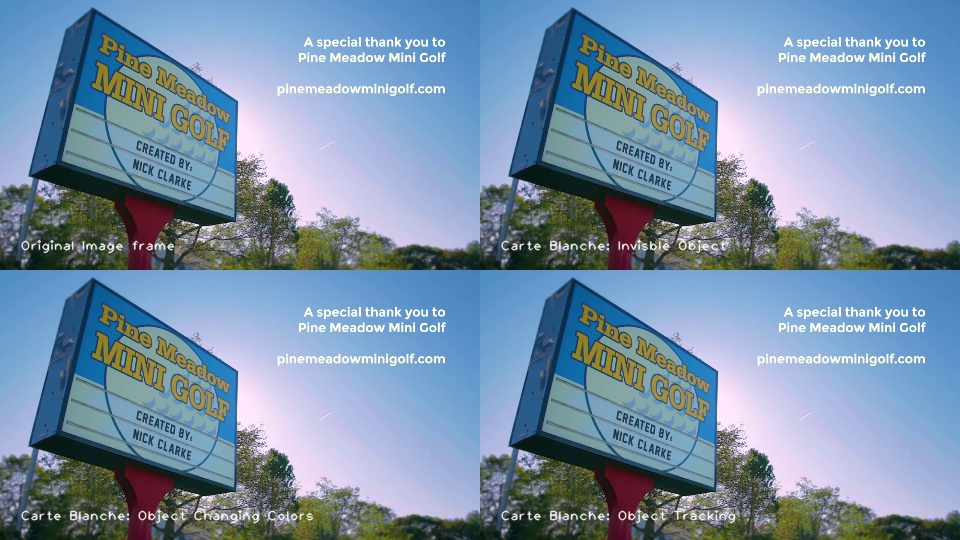 Pine Meadow
MINI GOLF
CREATED BY:
NICK CLARKE
A special thank you to
Pine Meadow Mini Golf
pinemeadowminigolf.com
Original Image frame
Pine Meadow
MINI GOLF
CREATED BY:
NICK CLARKE
A special thank you to
Pine Meadow Mini Golf
pinemeadowminigolf.com
Carte Blanche: Invisble Object
Pine Meadow
MINI GOLF
CREATED BY:
NICK CLARKE
A special thank you to
Pine Meadow Mini Golf
pinemeadowminigolf.com
Carte Blanche: Object Changing Colors
Pine Meadow
MINI GOLF
CREATED BY:
NICK CLARKE
A special thank you to
Pine Meadow Mini Golf
pinemeadowminigolf.com
Carte Blanche: Object Tracking